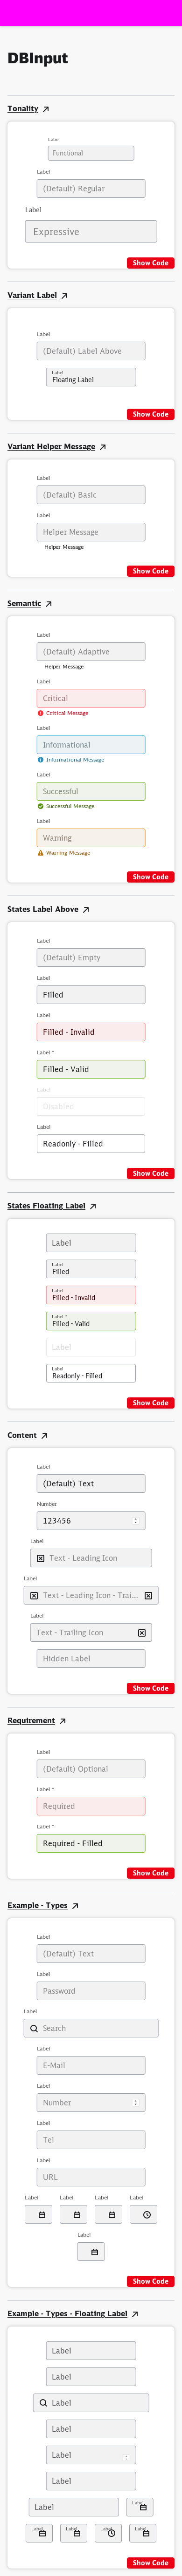 DBInput
Tonality
Label
Functional
Label
(Default) Regular
Label
Expressive
Show Code
Variant Label
Label
(Default) Label Above
Label
Floating Label
Show Code
Variant Helper Message
Label
(Default) Basic
Label
Helper Message
Helper Message
Show Code
Semantic
Label
(Default) Adaptive
Helper Message
Label
Critical
Critical Message
Label
Informational
Informational Message
Label
Successful
Successful Message
Label
Warning
Warning Message
Show Code
States Label Above
Label
(Default) Empty
Label
Filled
Label
Filled - Invalid
Label *
Filled - Valid
Label
Disabled
Label
Readonly - Filled
Show Code
States Floating Label
Label
Label
Filled
Label
Filled - Invalid
Label *
Filled - Valid
Label
Label
Readonly - Filled
Show Code
Content
Label
(Default) Text
Number
123456
Label
Text - Leading Icon
Label
Text - Leading Icon - Trai...
Label
Text - Trailing Icon
Hidden Label
Show Code
Requirement
Label
(Default) Optional
Label *
Required
Label *
Required - Filled
Show Code
Example - Types
Label
(Default) Text
Label
Password
Label
Search
Label
E-Mail
Label
Number
Label
Tel
Label
URL
Label Label Label Label
Label
Show Code
Example - Types - Floating Label
Label
Label
Label
Label
Label
Label
Label Label
Label Label Label Label
Show Code